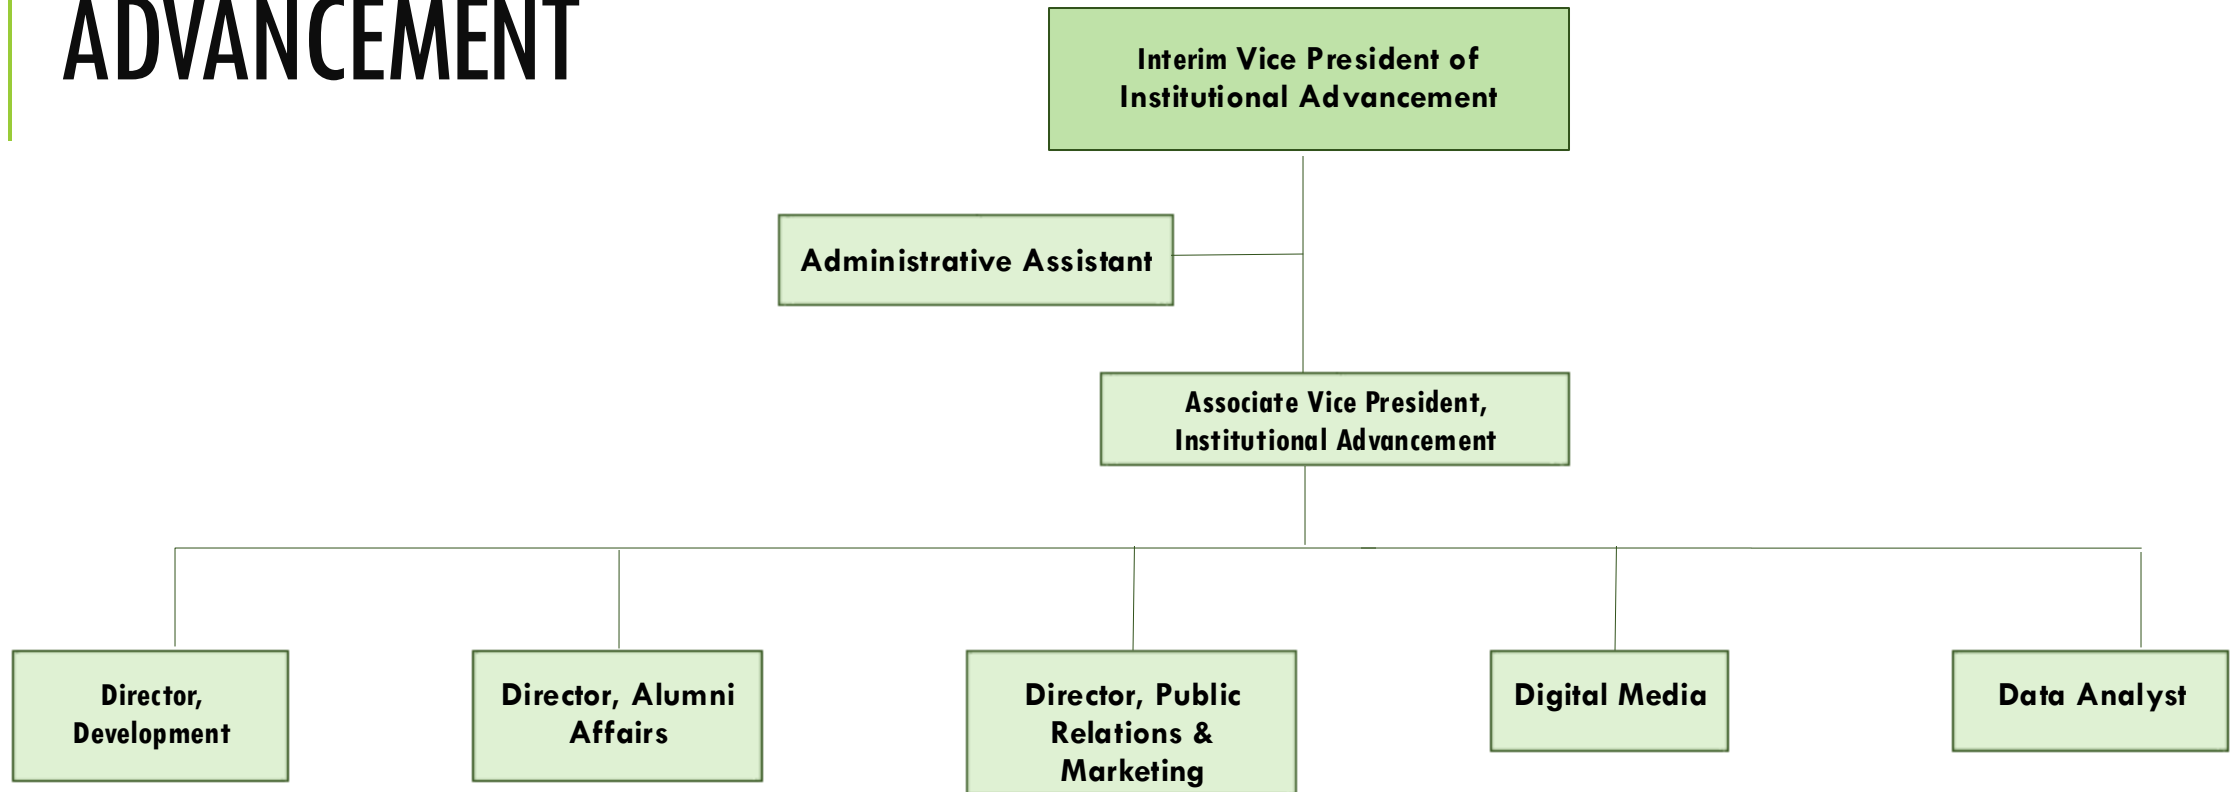 ADVANCEMENT
Interim Vice President of
Institutional Advancement
Administrative Assistant
Associate Vice President,
Institutional Advancement
Director,
Development
Director, Alumni
Affairs
Director, Public
Relations &
Marketing
Digital Media
Data Analyst